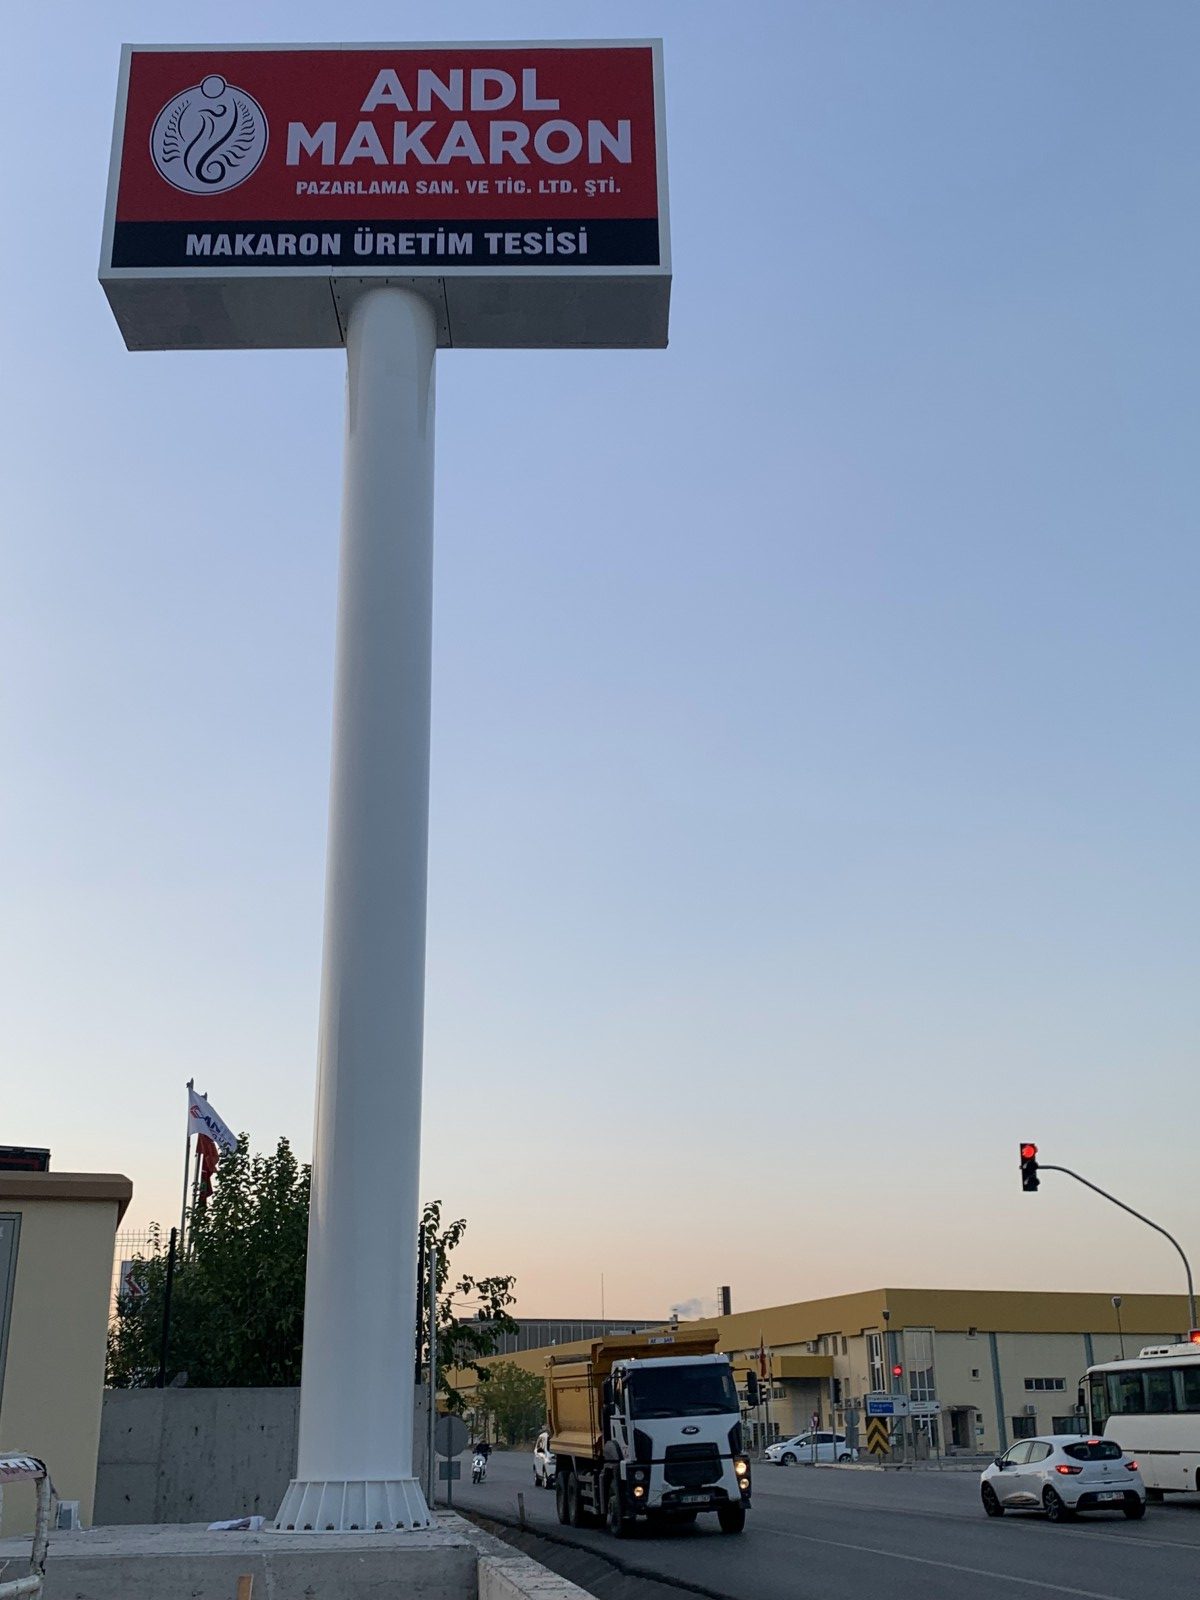 ANDL
MAKARON
PAZARLAMA SAN. VE TİC. LTD. ŞTİ.
MAKARON ÜRETİM TESİSİ